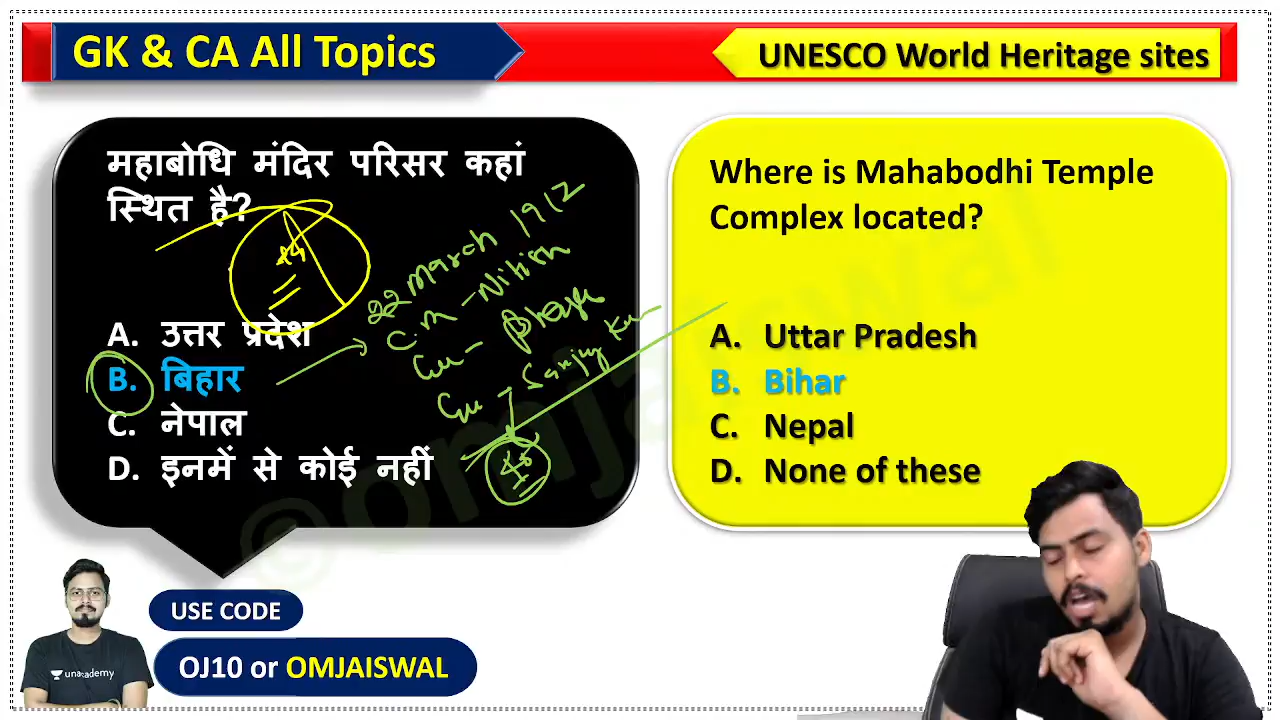 GK & CA All Topics
UNESCO World Heritage sites
महाबोधि मंदिर परिसर कहां
स्थित है?
A. उत्तर प्रदेश
B. बिहार
C. नेपाल
D. इनमें से कोई नहीं
22 march 1912
C.M - Nitish
Where is Mahabodhi Temple
Complex located?
A. Uttar Pradesh
B. Bihar
C. Nepal
D. None of these
©omjaiswal
unacademy
USE CODE
OJ10 or OMJAISWAL